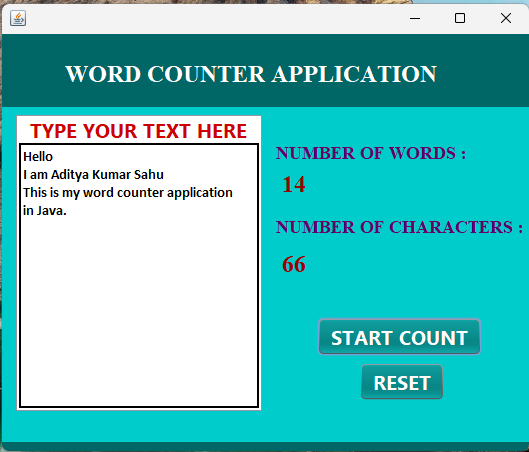 WORD COUNTER APPLICATION
TYPE YOUR TEXT HERE
Hello
I am Aditya Kumar Sahu
This is my word counter application
in Java.
NUMBER OF WORDS :
14
NUMBER OF CHARACTERS :
66
START COUNT
RESET